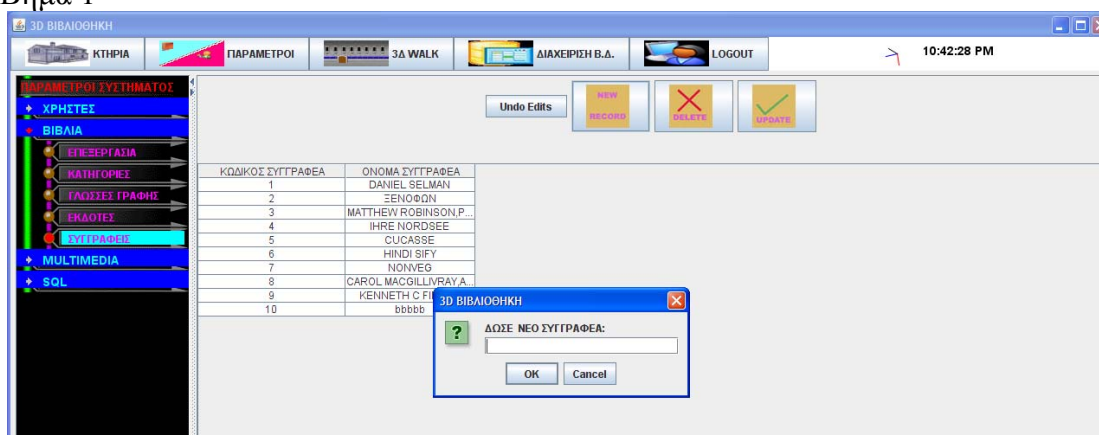 Βήμα 1
3D ΒΙΒΛΙΟΘΗΚΗ
ΚΤΗΡΙΑ ΠΑΡΑΜΕΤΡΟΙ 3Δ WALK ΔΙΑΧΕΙΡΙΣΗ Β.Δ. LOGOUT 10:42:28 PM
ΠΑΡΑΜΕΤΡΟΙ ΣΥΣΤΗΜΑΤΟΣ
ΧΡΗΣΤΕΣ
ΒΙΒΛΙΑ
ΕΠΕΞΕΡΓΑΣΙΑ
ΚΑΤΗΓΟΡΙΕΣ
ΓΛΩΣΣΕΣ ΓΡΑΦΗΣ
ΕΚΔΟΤΕΣ
ΣΥΓΓΡΑΦΕΙΣ
MULTIMEDIA
SQL
Undo Edits NEW RECORD DELETE UPDATE
ΚΩΔΙΚΟΣ ΣΥΓΓΡΑΦΕΑ ΟΝΟΜΑ ΣΥΓΓΡΑΦΕΑ
1 DANIEL SELMAN
2 ΞΕΝΟΦΩΝ
3 MATTHEW ROBINSON,P...
4 IHRE NORDSEE
5 CUCASSE
6 HINDI SIFY
7 NONVEG
8 CAROL MACGILLIVRAY,A...
9 KENNETH C
10 bbbbb
3D ΒΙΒΛΙΟΘΗΚΗ
ΔΩΣΕ ΝΕΟ ΣΥΓΓΡΑΦΕΑ:
OK Cancel